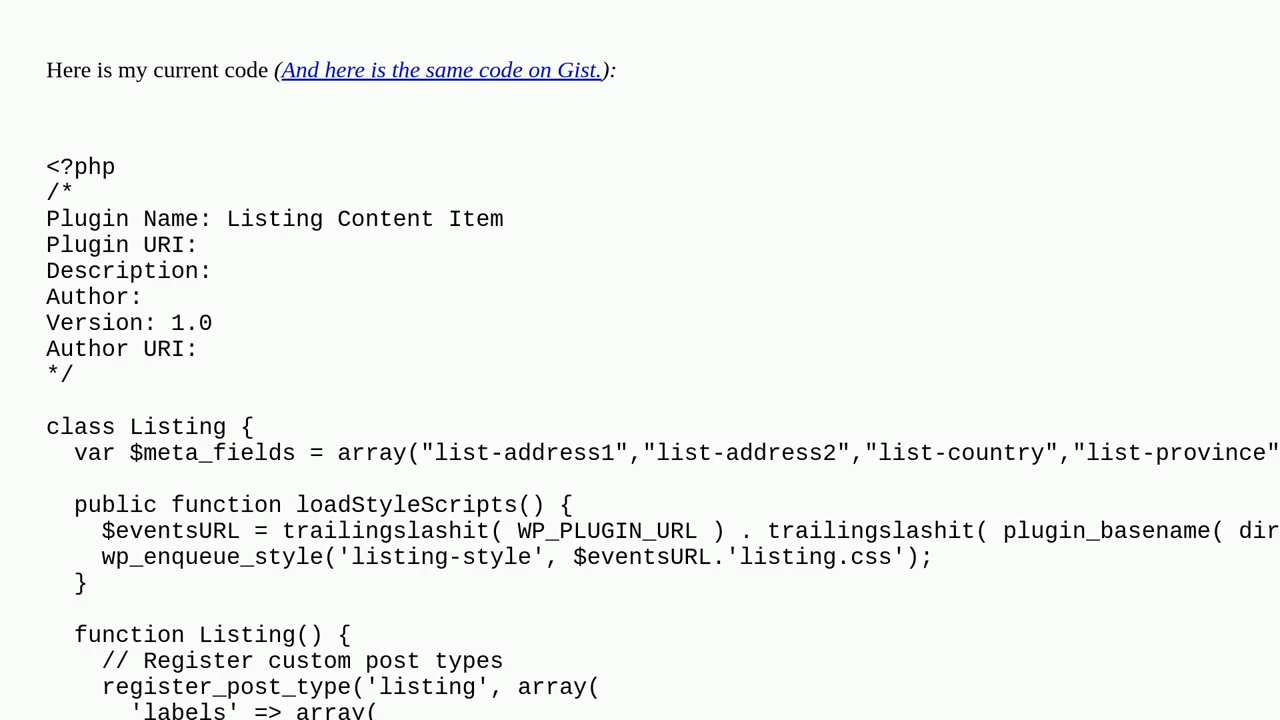 Here is my current code (And here is the same code on Gist.):
<?php
/*
Plugin Name: Listing Content Item
Plugin URI:
Description:
Author:
Version: 1.0
Author URI:
*/
class Listing {
var $meta_fields = array("list-address1","list-address2","list-country","list-province"
public function loadStyleScripts() {
$eventsURL = trailingslashit( WP_PLUGIN_URL ) . trailingslashit( plugin_basename( dir
wp_enqueue_style('listing-style', $eventsURL.'listing.css');
}
function Listing() {
// Register custom post types
register_post_type('listing', array(
'labels' => array(